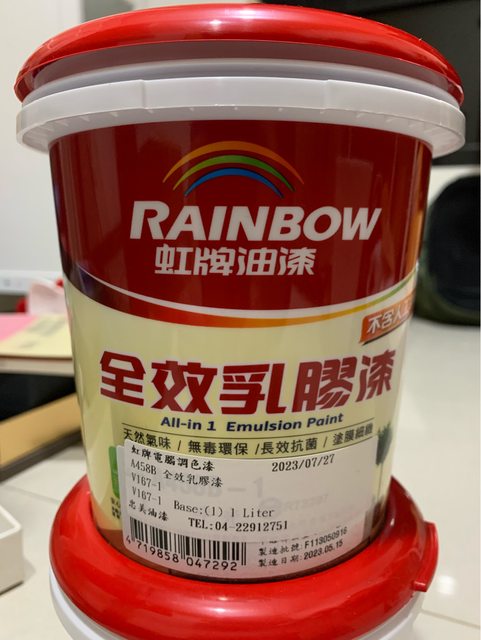 RAINBOW
虹牌油漆
不含人
全效乳膠漆
All-in 1 Emulsion Paint
天然氣味 / 無毒環保 / 長效抗菌 / 塗膜細緻
虹牌電腦調色漆 2023/07/27
A458B 全效乳膠漆
V167-1
V167-1 Base:(1) 1 Liter
忠美油漆 TEL:04-22912751
4 719858 047292
製造批號: F113050916
製造日期: 2023.05.15